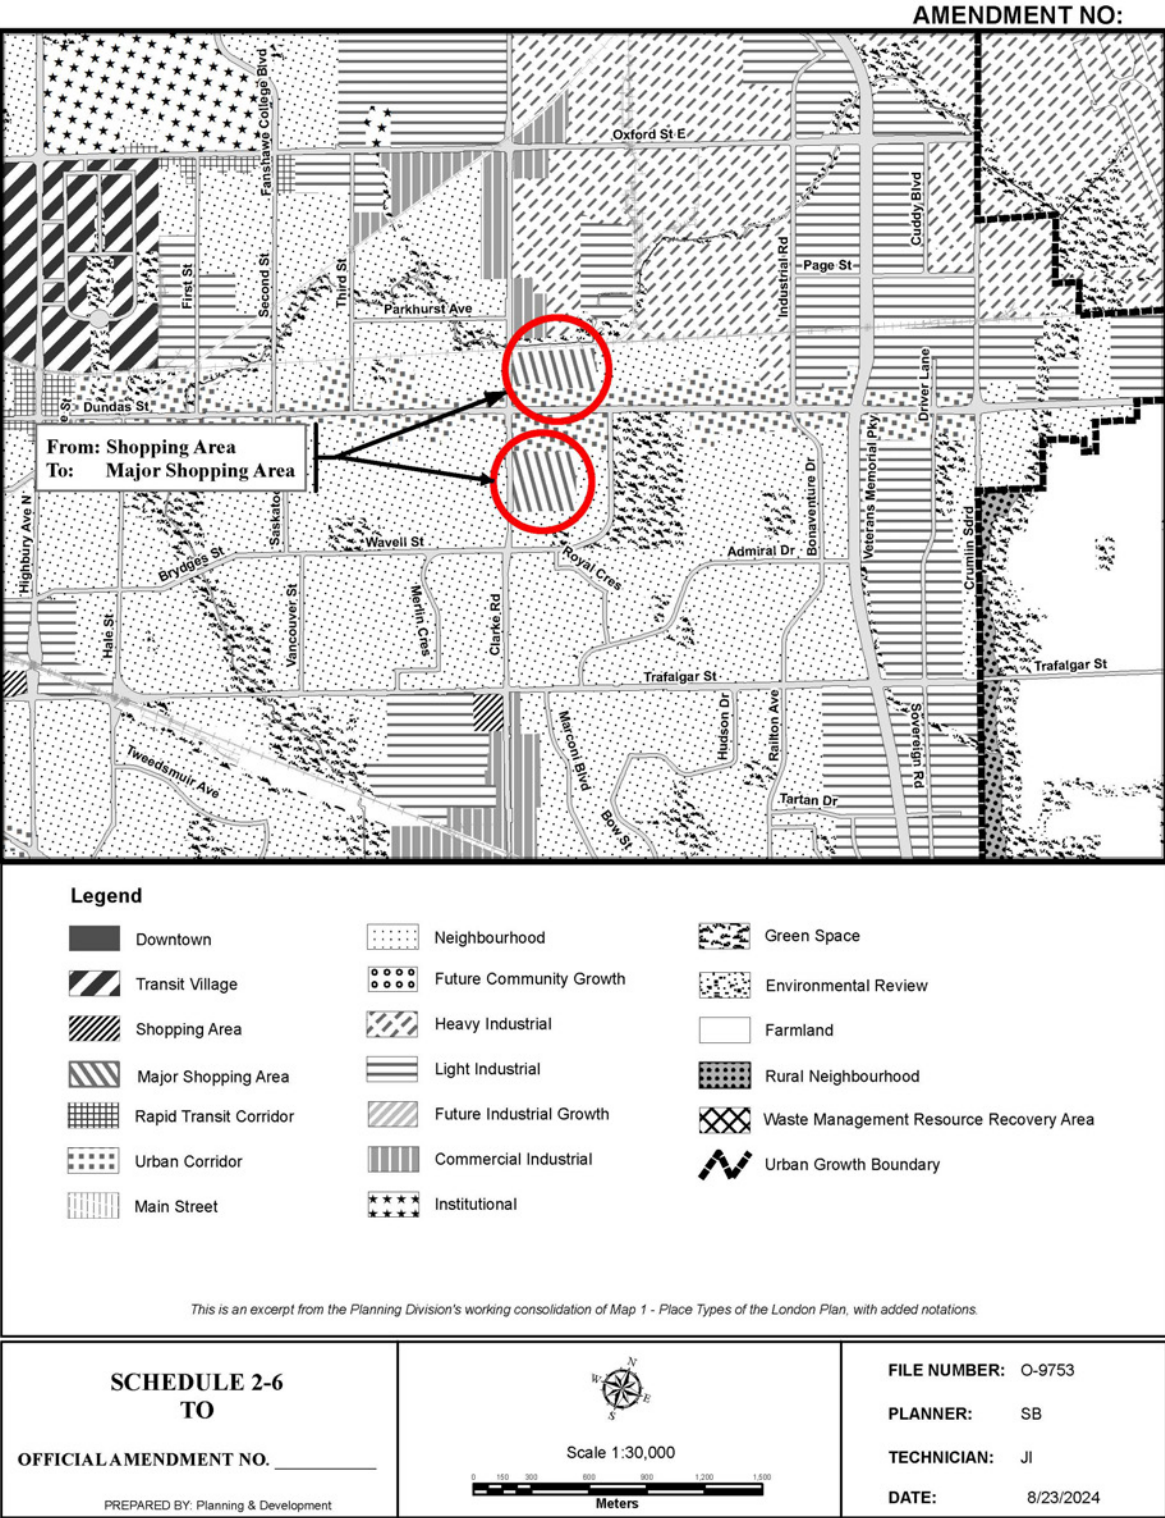 AMENDMENT NO:
Fanshawe College Blvd
Oxford St E
Cuddy Blvd
First St
Second St
Third St
Industrial Rd
Page St
Parkhurst Ave
Driver Lane
e St
Dundas St
From: Shopping Area
To: Major Shopping Area
Highbury Ave N
Saskatoo
Wavell St
Brydges St
Royal Cres
Admiral Dr
Bonaventure Dr
Veterans Memorial Pky
Crumlin Sdrd
Hale St
Vancouver St
Merlin Cres
Clarke Rd
Trafalgar St
Trafalgar St
Tweedsmuir Ave
Marconi Blvd
Bow St
Hudson Dr
Railton Ave
Tartan Dr
Sovereign Rd
Legend
Downtown
Transit Village
Shopping Area
Major Shopping Area
Rapid Transit Corridor
Urban Corridor
Main Street
Neighbourhood
Future Community Growth
Heavy Industrial
Light Industrial
Future Industrial Growth
Commercial Industrial
Institutional
Green Space
Environmental Review
Farmland
Rural Neighbourhood
Waste Management Resource Recovery Area
Urban Growth Boundary
This is an excerpt from the Planning Division's working consolidation of Map 1 - Place Types of the London Plan, with added notations.
SCHEDULE 2-6
TO
OFFICIAL AMENDMENT NO. ____________
PREPARED BY: Planning & Development
N
W
E
S
Scale 1:30,000
0 150 300 600 900 1,200 1,500
Meters
FILE NUMBER: O-9753
PLANNER: SB
TECHNICIAN: JI
DATE: 8/23/2024